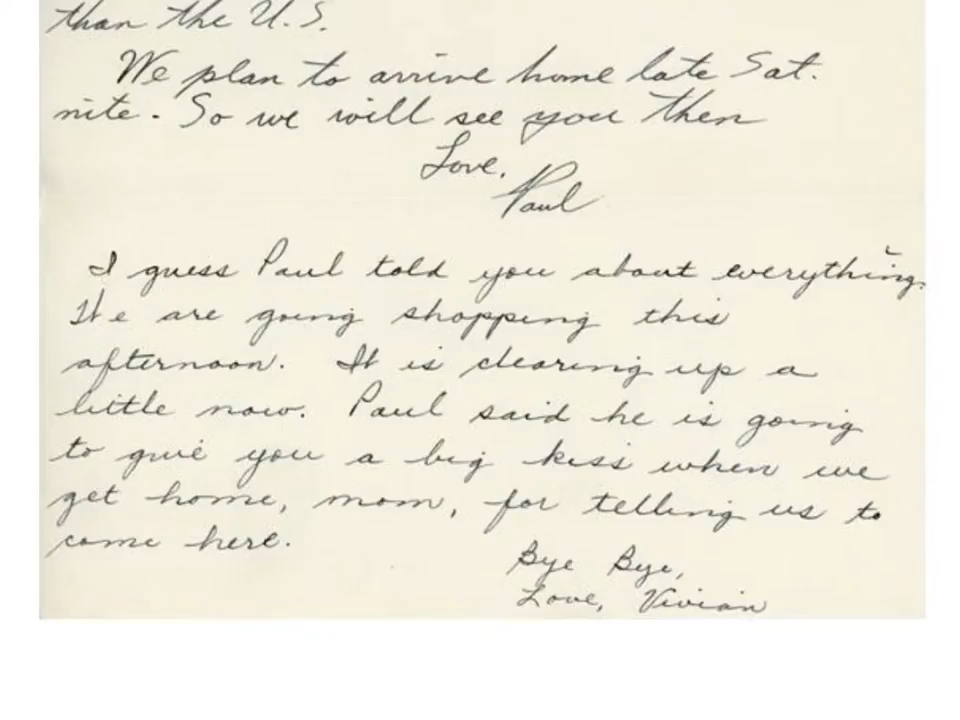 than the U.S.
We plan to arrive home late Sat.
nite. So we will see you then
Love,
Paul
I guess Paul told you about everything.
We are going shopping this
afternoon. It is clearing up a
little now. Paul said he is going
to give you a big kiss when we
get home, mom, for telling us to
come here.
Bye Bye,
Love, Vivian